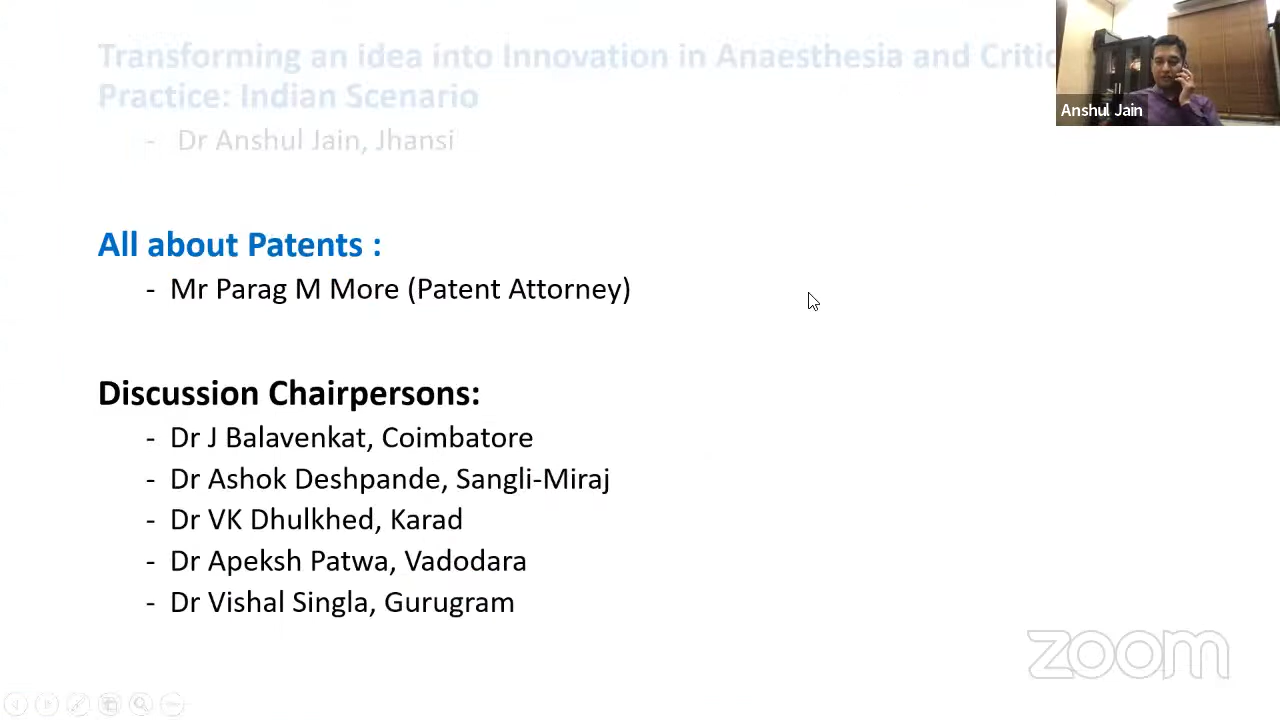 Transforming an idea into Innovation in Anaesthesia and Critic
Practice: Indian Scenario
- Dr Anshul Jain, Jhansi
Anshul Jain
All about Patents :
- Mr Parag M More (Patent Attorney)
Discussion Chairpersons:
- Dr J Balavenkat, Coimbatore
- Dr Ashok Deshpande, Sangli-Miraj
- Dr VK Dhulkhed, Karad
- Dr Apeksh Patwa, Vadodara
- Dr Vishal Singla, Gurugram
zoom